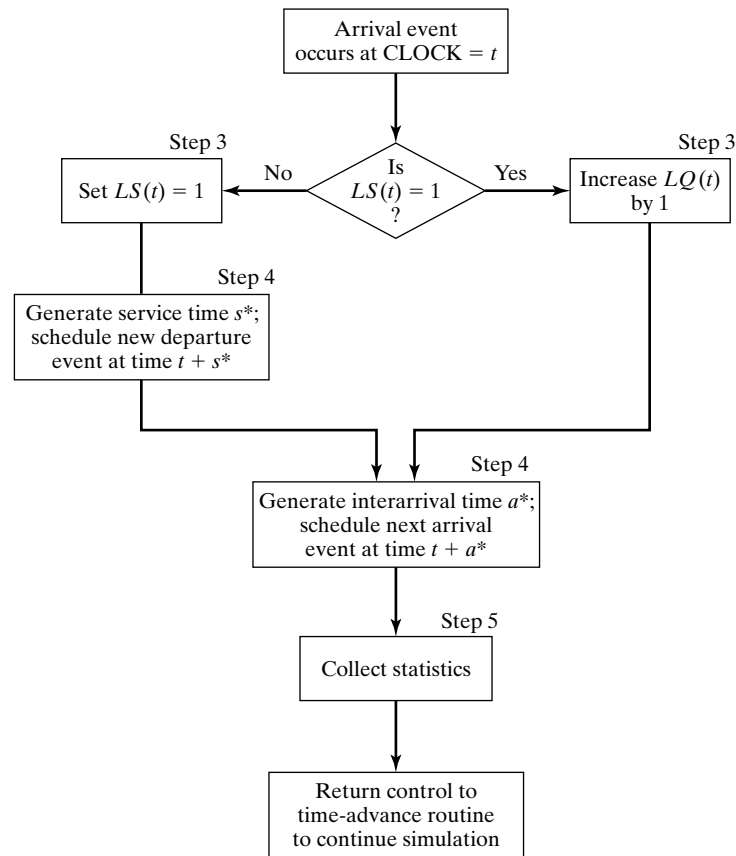 Arrival event
occurs at CLOCK = t
Step 3
Step 3
No
Is
LS(t) = 1
?
Yes
Set LS(t) = 1
Increase LQ(t)
by 1
Step 4
Generate service time s*;
schedule new departure
event at time t + s*
Step 4
Generate interarrival time a*;
schedule next arrival
event at time t + a*
Step 5
Collect statistics
Return control to
time-advance routine
to continue simulation